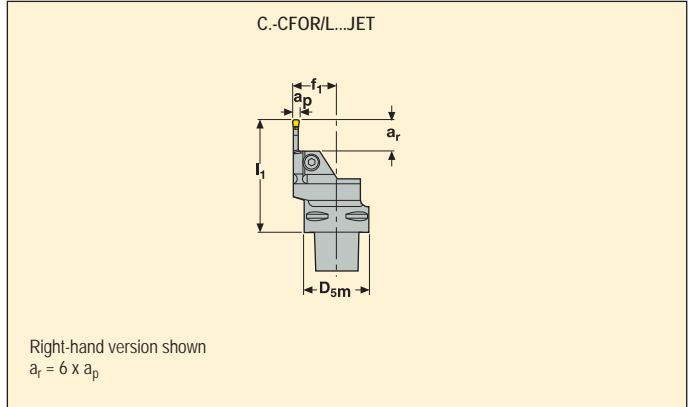 C.-CFOR/L...JET
f₁
aₚ
aᵣ
l₁
D₅ₘ
Right-hand version shown
aᵣ = 6 x aₚ